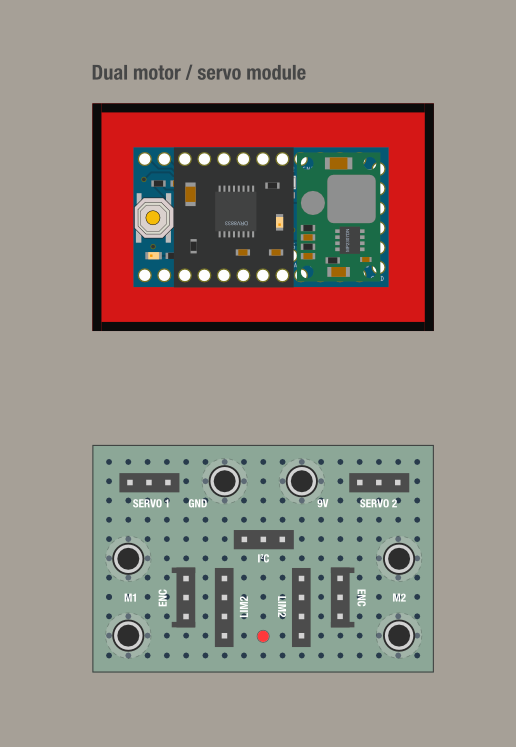 Dual motor / servo module
DRV8833
SERVO 1 GND 9V SERVO 2
I²C
M1 ENC LIM2 LIM2 ENC M2